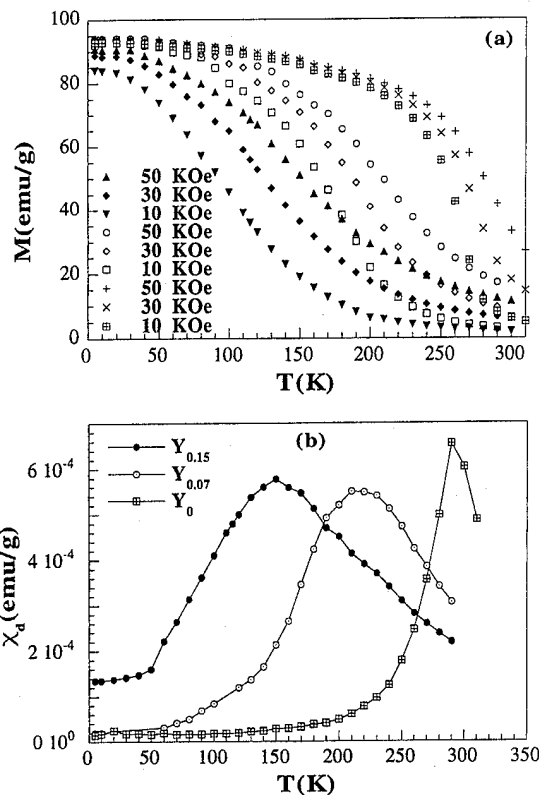 (a)
100
80
60
40
20
0
M(emu/g)
50 KOe
30 KOe
10 KOe
50 KOe
30 KOe
10 KOe
50 KOe
30 KOe
10 KOe
0 50 100 150 200 250 300
T(K)
(b)
Y0.15
Y0.07
Y0
6 10-4
4 10-4
2 10-4
0 100
χd(emu/g)
0 50 100 150 200 250 300 350
T(K)